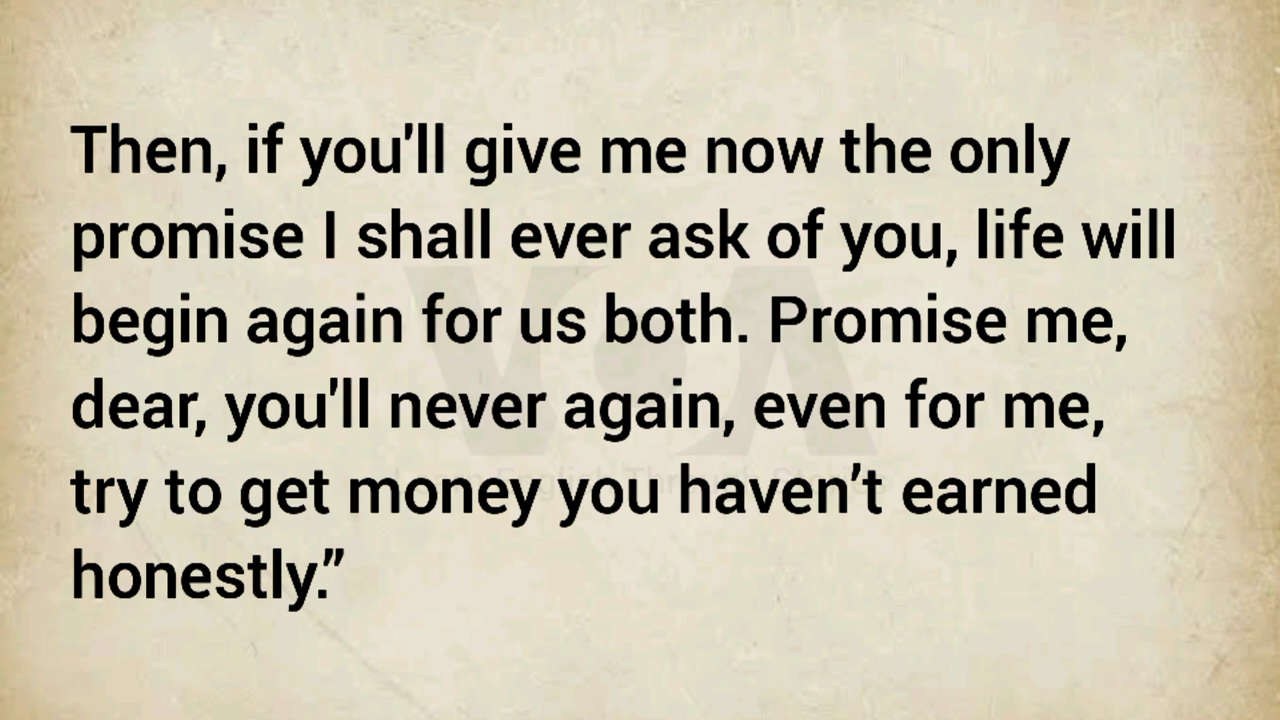 Then, if you'll give me now the only
promise I shall ever ask of you, life will
begin again for us both. Promise me,
dear, you'll never again, even for me,
try to get money you haven’t earned
honestly.”
VOA